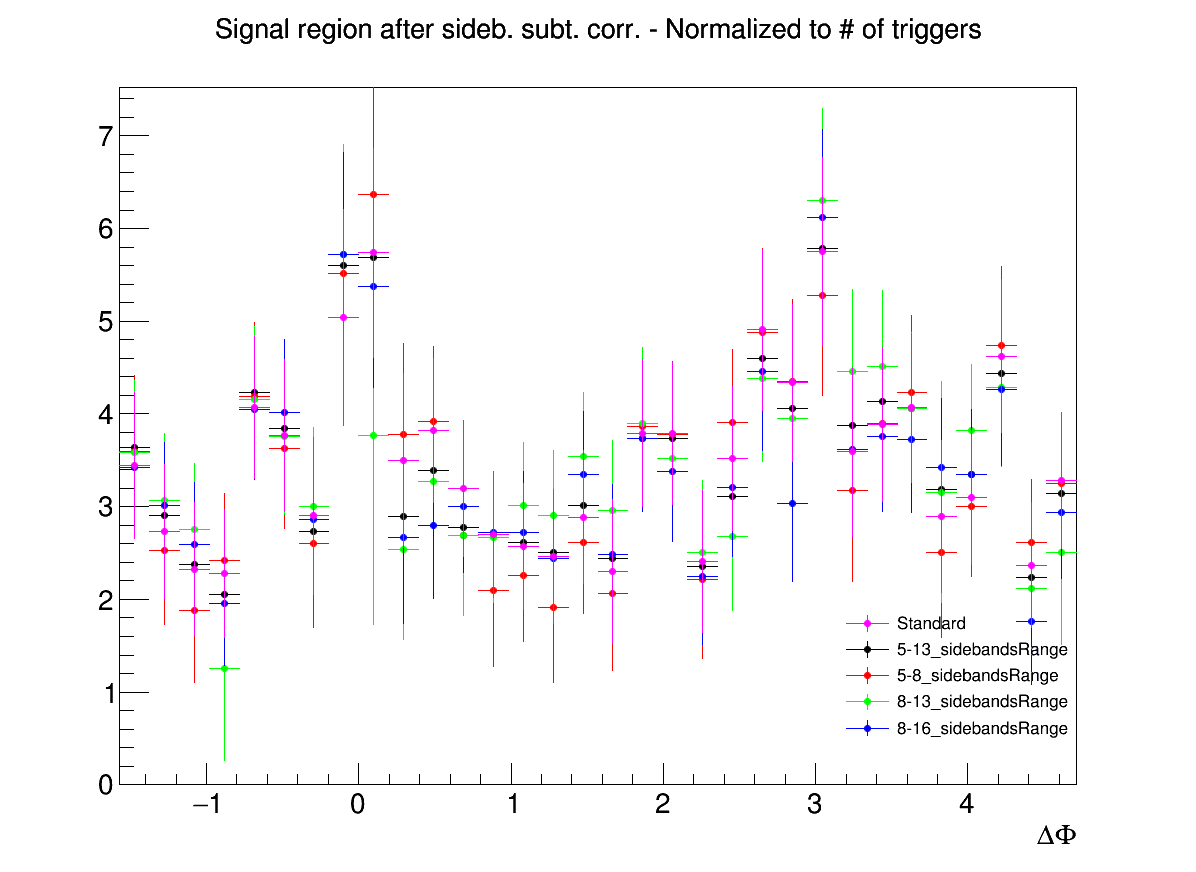 Signal region after sideb. subt. corr. - Normalized to # of triggers
7
6
5
4
3
2
1
0
−1 0 1 2 3 4
ΔΦ
Standard
5-13_sidebandsRange
5-8_sidebandsRange
8-13_sidebandsRange
8-16_sidebandsRange